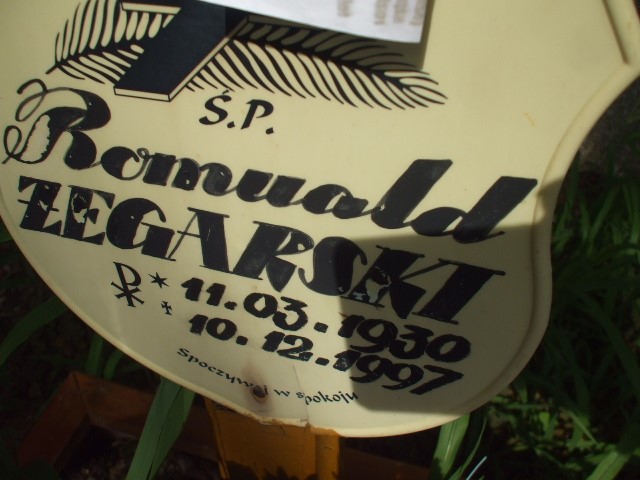 Ś.P.
Romuald
ZEGARSKI
* 11.03.1930
10.12.1997
Spoczywaj w spokoju